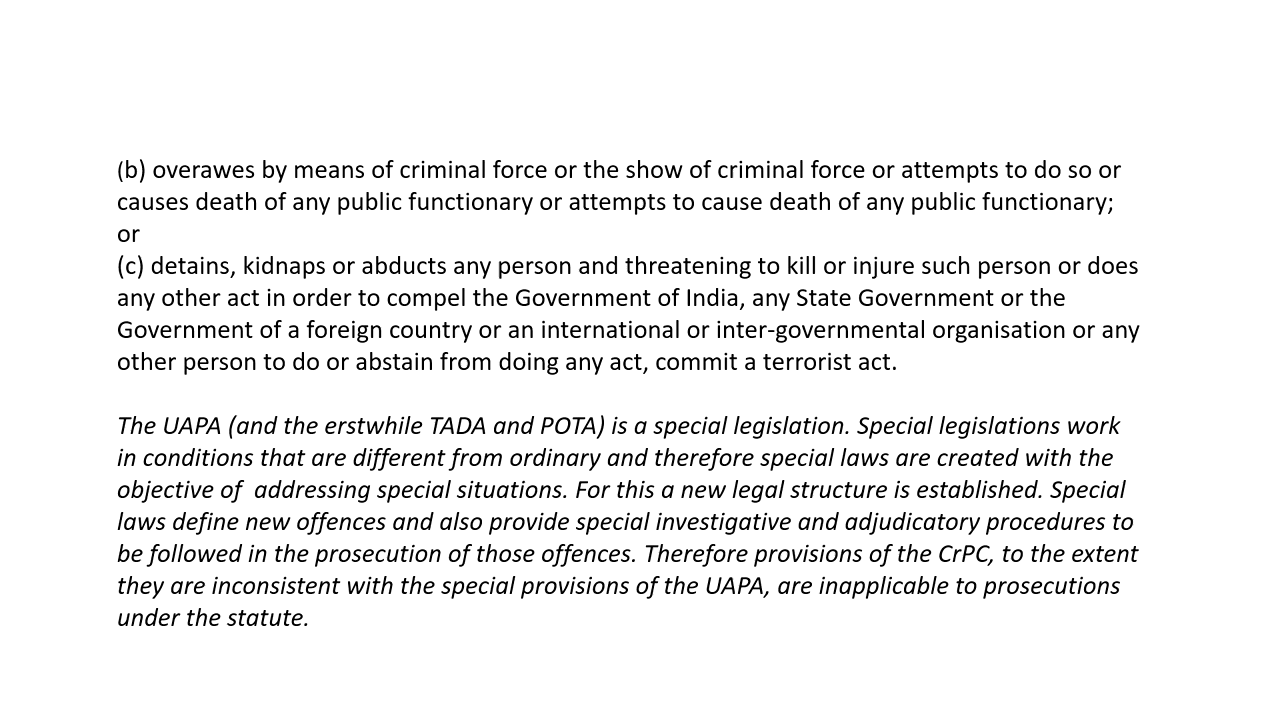 (b) overawes by means of criminal force or the show of criminal force or attempts to do so or
causes death of any public functionary or attempts to cause death of any public functionary;
or
(c) detains, kidnaps or abducts any person and threatening to kill or injure such person or does
any other act in order to compel the Government of India, any State Government or the
Government of a foreign country or an international or inter-governmental organisation or any
other person to do or abstain from doing any act, commit a terrorist act.
The UAPA (and the erstwhile TADA and POTA) is a special legislation. Special legislations work
in conditions that are different from ordinary and therefore special laws are created with the
objective of  addressing special situations. For this a new legal structure is established. Special
laws define new offences and also provide special investigative and adjudicatory procedures to
be followed in the prosecution of those offences. Therefore provisions of the CrPC, to the extent
they are inconsistent with the special provisions of the UAPA, are inapplicable to prosecutions
under the statute.